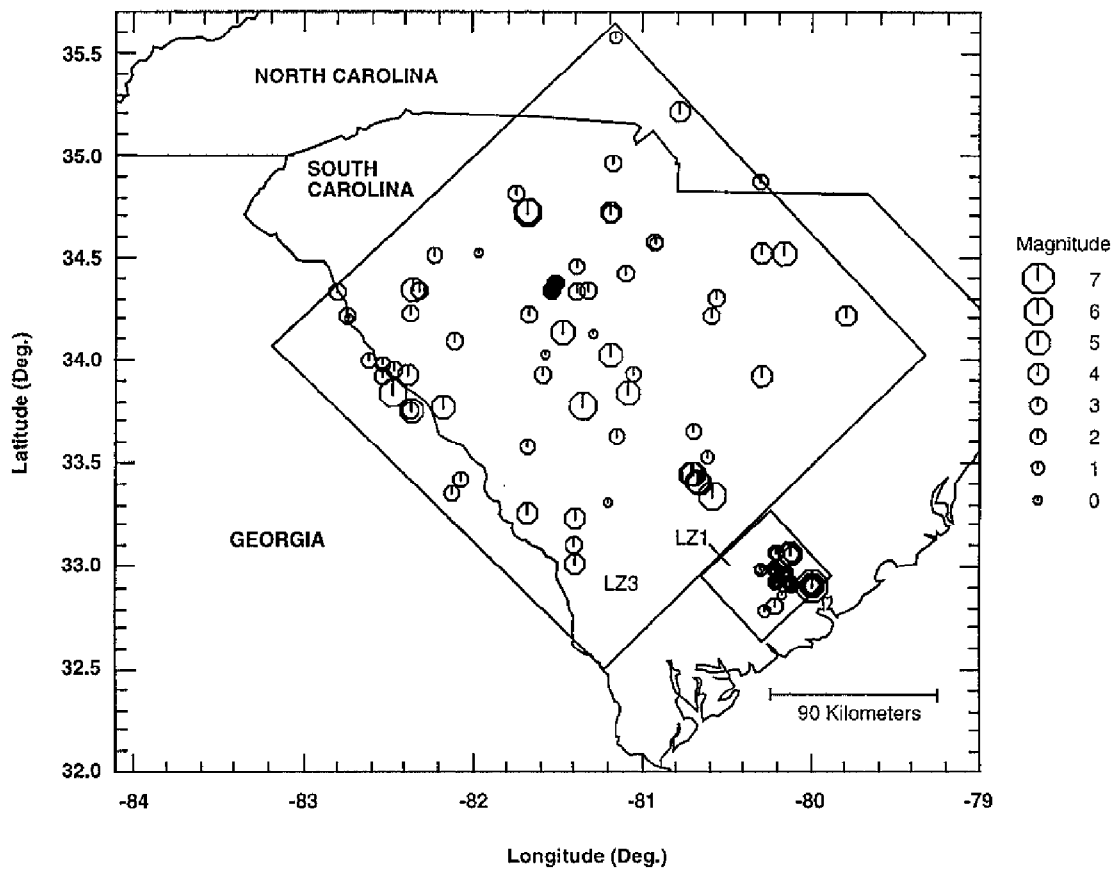 35.5
35.0
34.5
34.0
33.5
33.0
32.5
32.0
Latitude (Deg.)
NORTH CAROLINA
SOUTH
CAROLINA
GEORGIA
LZ1
LZ3
90 Kilometers
Magnitude
7
6
5
4
3
2
1
0
-84
-83
-82
-81
-80
-79
Longitude (Deg.)